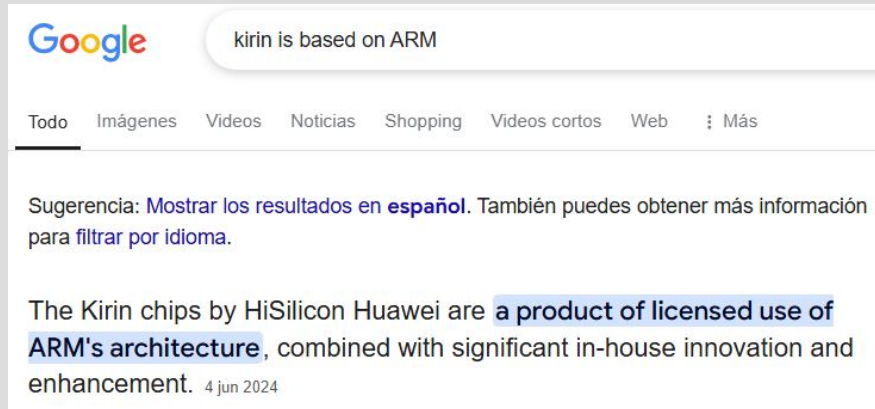 Google
kirin is based on ARM
Todo Imágenes Videos Noticias Shopping Videos cortos Web Más
Sugerencia: Mostrar los resultados en español. También puedes obtener más información
para filtrar por idioma.
The Kirin chips by HiSilicon Huawei are a product of licensed use of
ARM's architecture, combined with significant in-house innovation and
enhancement. 4 jun 2024